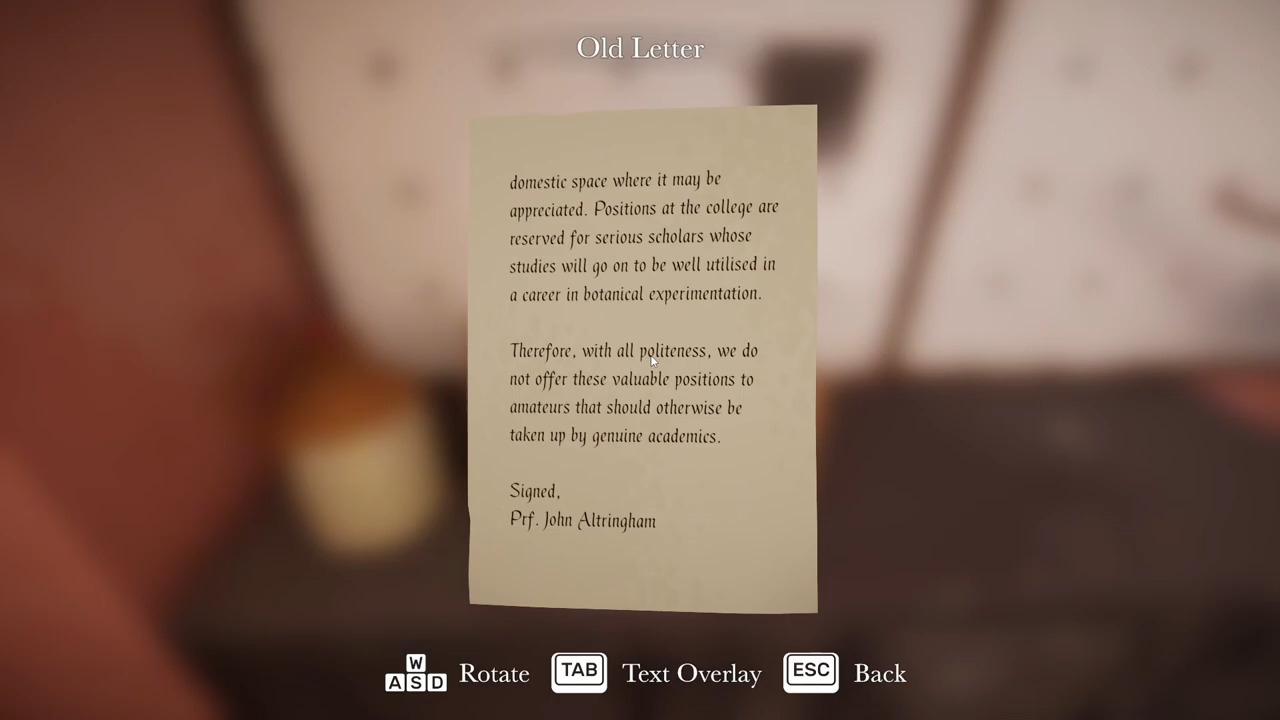 Old Letter
domestic space where it may be
appreciated. Positions at the college are
reserved for serious scholars whose
studies will go on to be well utilised in
a career in botanical experimentation.
Therefore, with all politeness, we do
not offer these valuable positions to
amateurs that should otherwise be
taken up by genuine academics.
Signed,
Prf. John Altringham
W
A S D Rotate TAB Text Overlay ESC Back